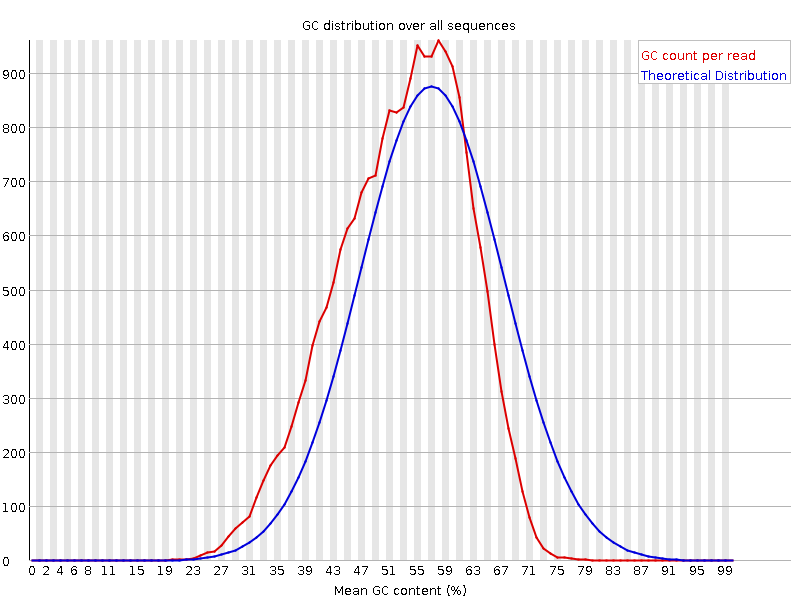 GC distribution over all sequences
GC count per read
Theoretical Distribution
900
800
700
600
500
400
300
200
100
0
0 2 4 6 8 11 15 19 23 27 31 35 39 43 47 51 55 59 63 67 71 75 79 83 87 91 95 99
Mean GC content (%)